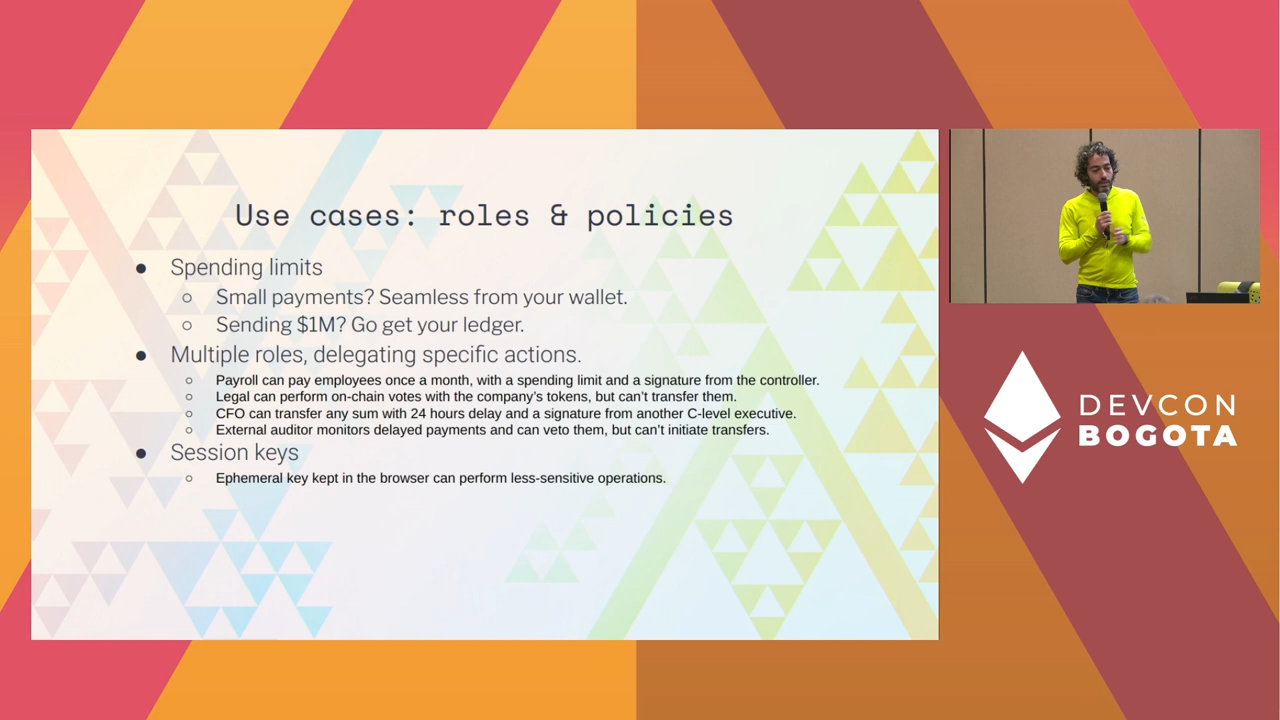 Use cases: roles & policies
● Spending limits
○ Small payments? Seamless from your wallet.
○ Sending $1M? Go get your ledger.
● Multiple roles, delegating specific actions.
○ Payroll can pay employees once a month, with a spending limit and a signature from the controller.
○ Legal can perform on-chain votes with the company's tokens, but can't transfer them.
○ CFO can transfer any sum with 24 hours delay and a signature from another C-level executive.
○ External auditor monitors delayed payments and can veto them, but can't initiate transfers.
● Session keys
○ Ephemeral key kept in the browser can perform less-sensitive operations.
DEVCON
BOGOTA